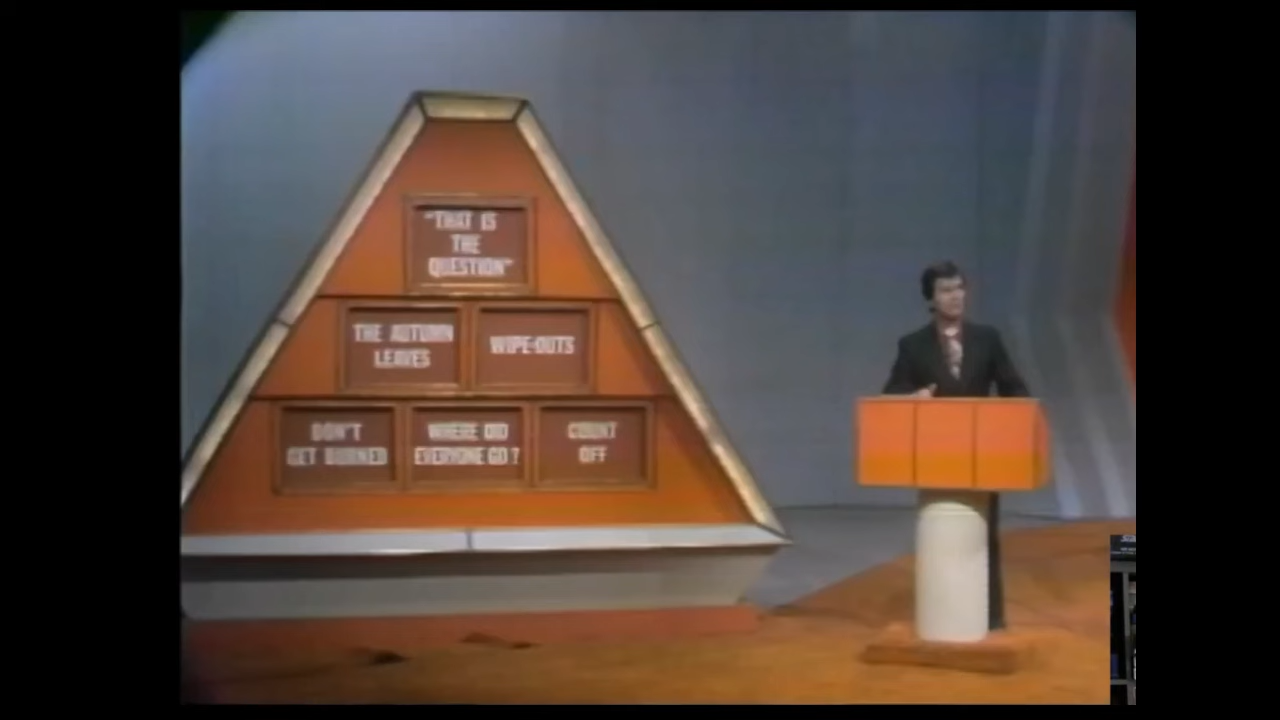 "THAT IS
THE
QUESTION"
THE AUTUMN
LEAVES
WIPE-OUTS
DON'T
GET BURNED
WHERE DID
EVERYONE GO?
COUNT
OFF